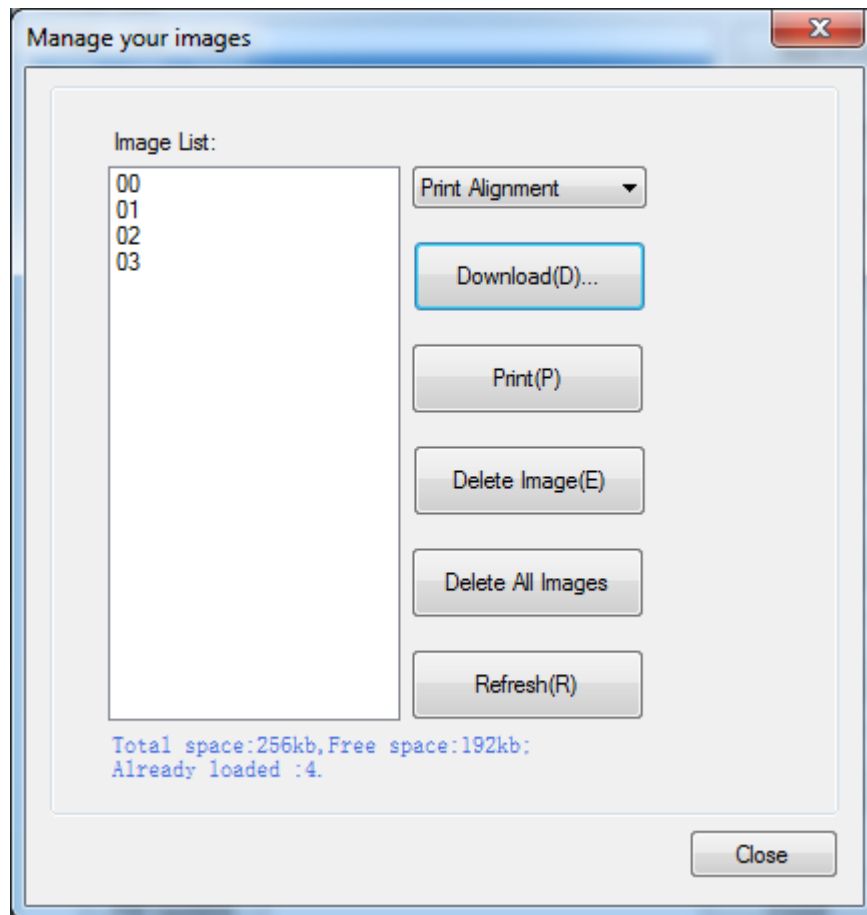 Manage your images
Image List:
00
01
02
03
Print Alignment
Download(D)...
Print(P)
Delete Image(E)
Delete All Images
Refresh(R)
Total space:256kb,Free space:192kb;
Already loaded :4.
Close